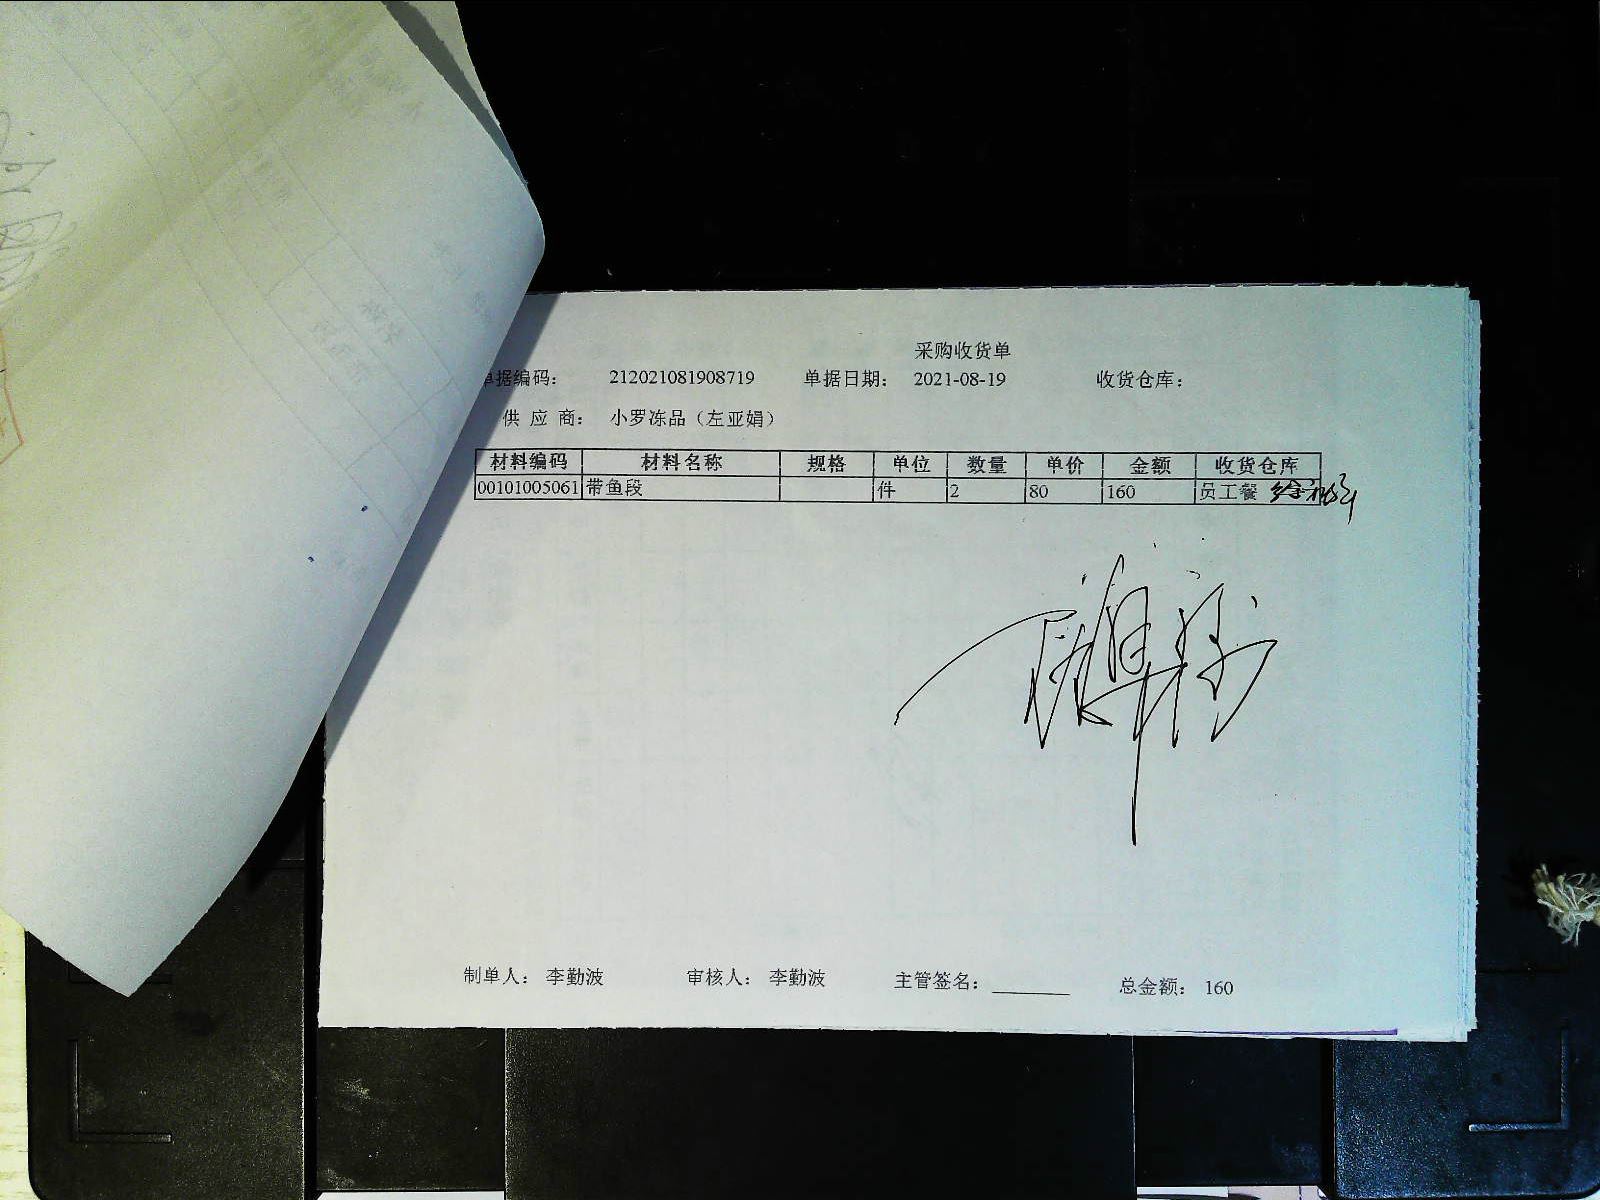 采购收货单
单据编码： 212021081908719 单据日期： 2021-08-19 收货仓库：
供 应 商： 小罗冻品（左亚娟）
材料编码 材料名称 规格 单位 数量 单价 金额 收货仓库
00101005061 带鱼段 件 2 80 160 员工餐
制单人： 李勤波 审核人： 李勤波 主管签名： 总金额： 160